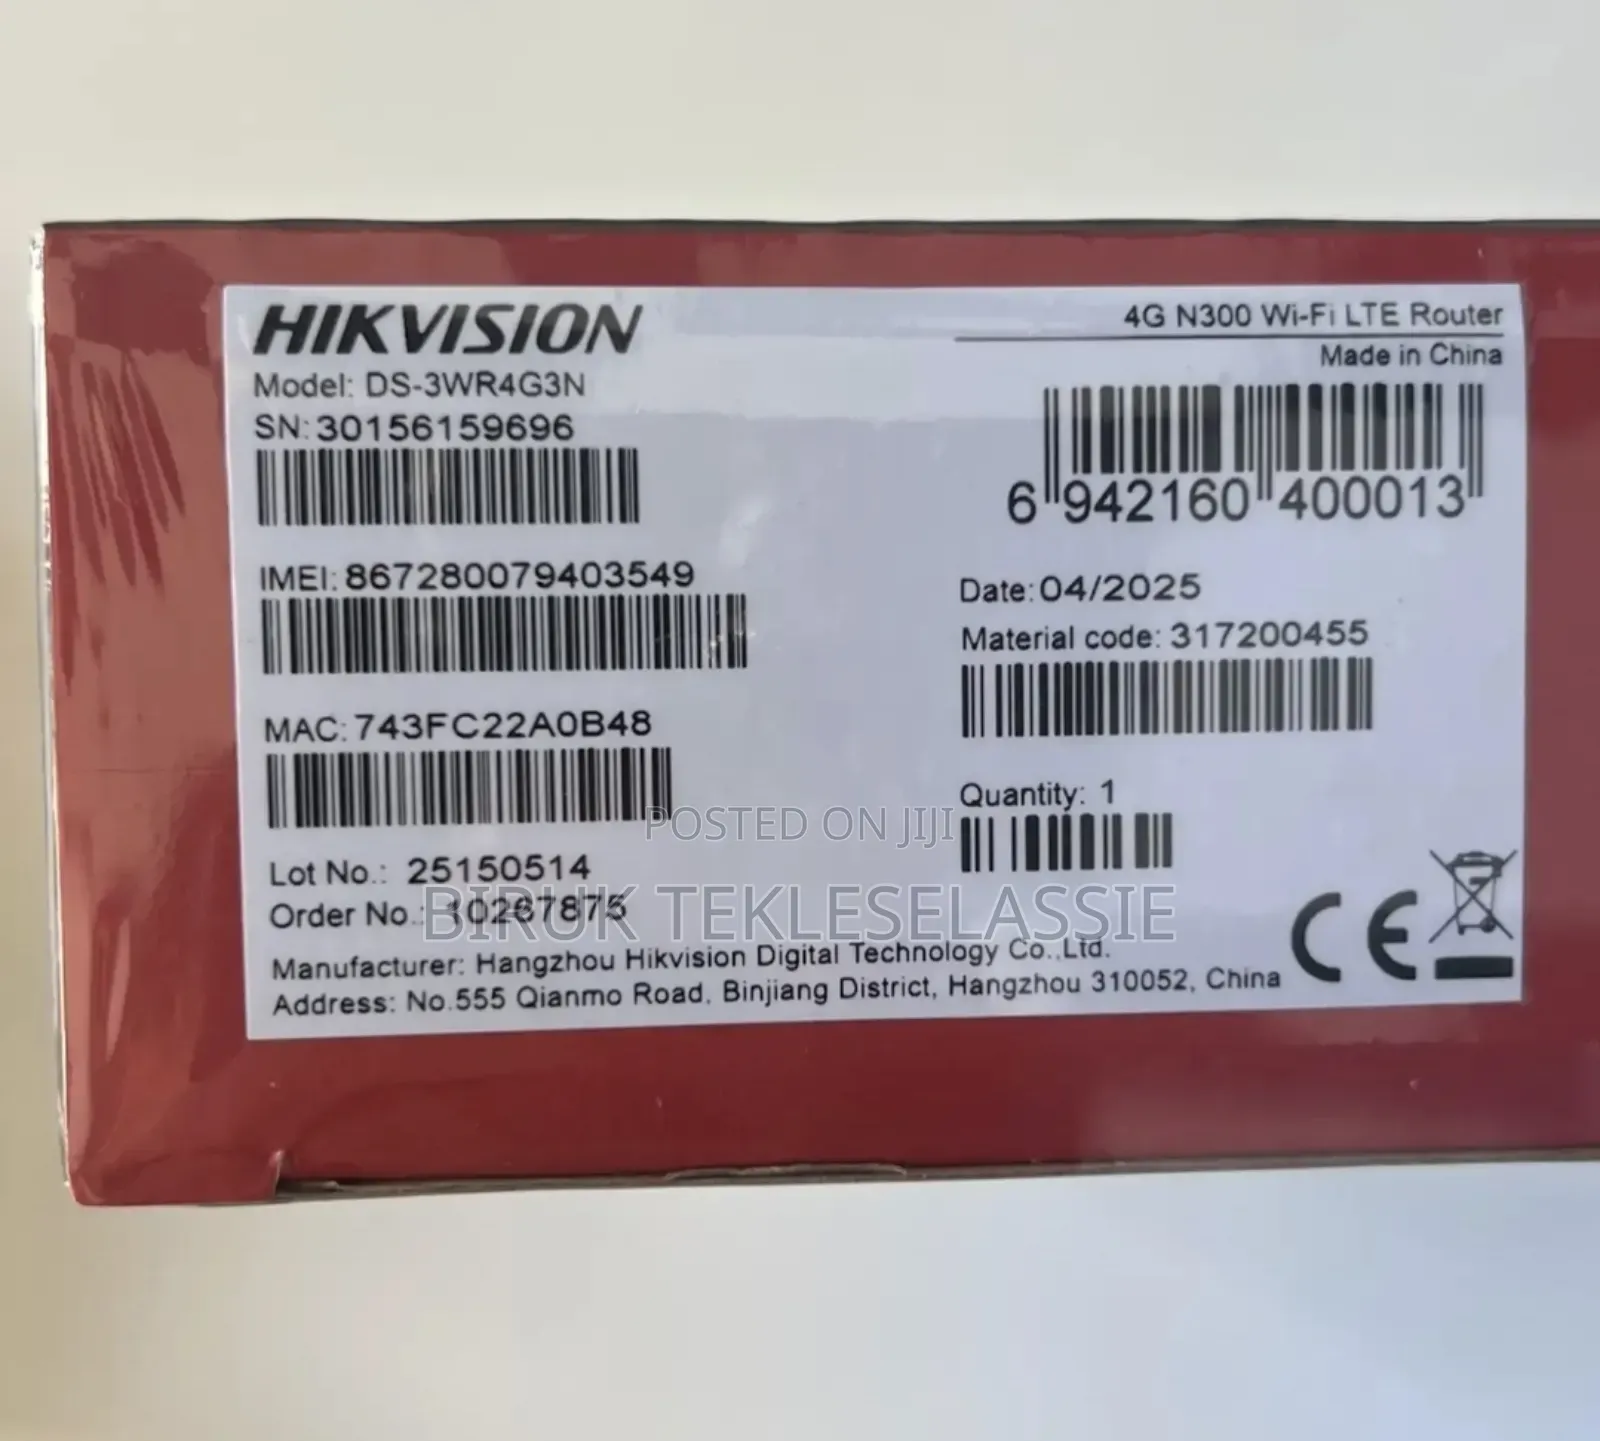 HIKVISION
Model: DS-3WR4G3N
SN: 30156159696
IMEI: 867280079403549
MAC: 743FC22A0B48
Lot No.: 25150514
Order No.: 10267875
Manufacturer: Hangzhou Hikvision Digital Technology Co.,Ltd.
Address: No.555 Qianmo Road, Binjiang District, Hangzhou 310052, China
4G N300 Wi-Fi LTE Router
Made in China
6 942160 400013
Date: 04/2025
Material code: 317200455
Quantity: 1
CE
POSTED ON JIJI
BIRUK TEKLESELASSIE